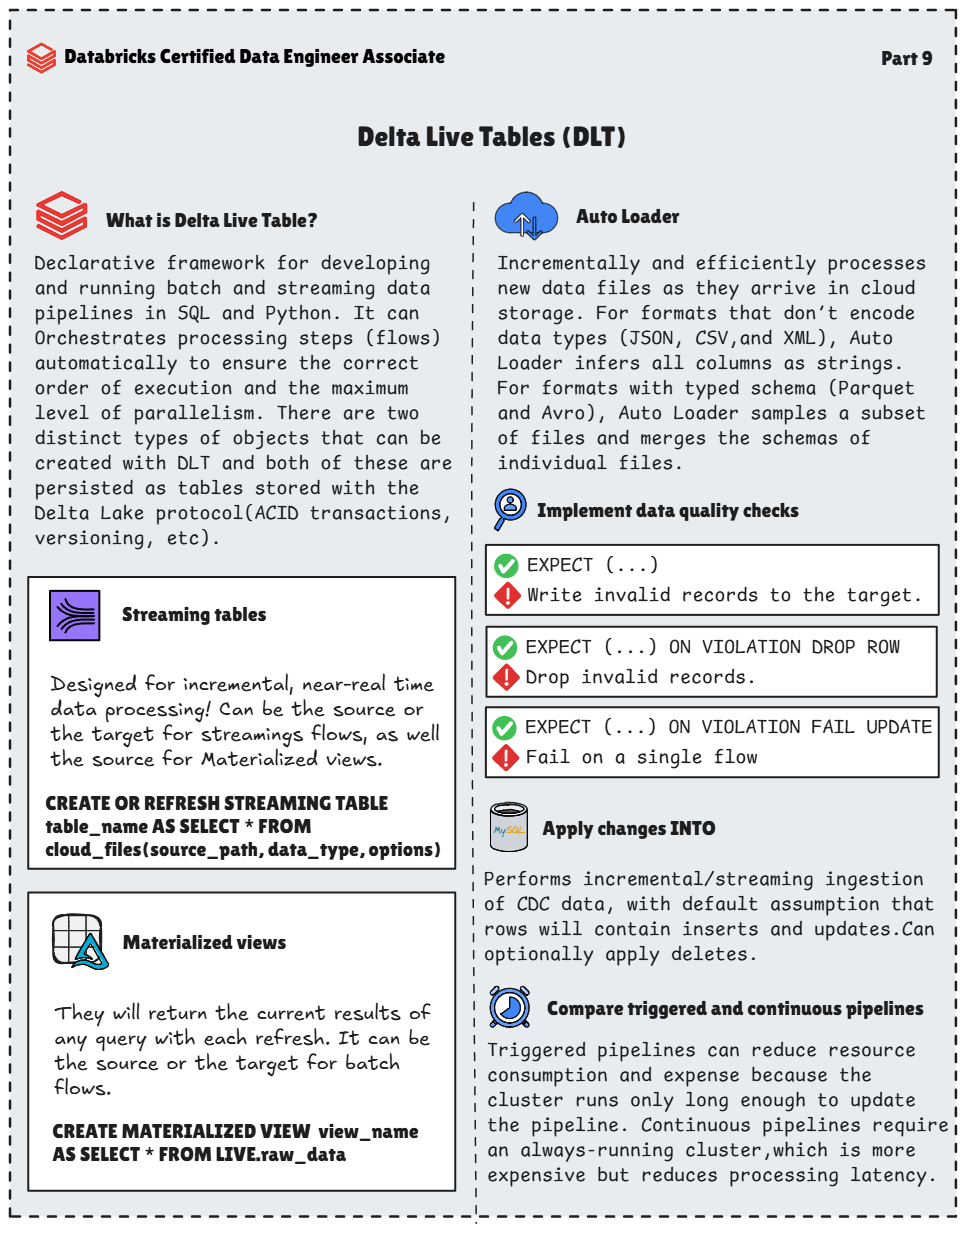 Databricks Certified Data Engineer Associate
Part 9
Delta Live Tables (DLT)
What is Delta Live Table?
Declarative framework for developing
and running batch and streaming data
pipelines in SQL and Python. It can
Orchestrates processing steps (flows)
automatically to ensure the correct
order of execution and the maximum
level of parallelism. There are two
distinct types of objects that can be
created with DLT and both of these are
persisted as tables stored with the
Delta Lake protocol(ACID transactions,
versioning, etc).
Streaming tables
Designed for incremental, near-real time
data processing! Can be the source or
the target for streamings flows, as well
the source for Materialized views.
CREATE OR REFRESH STREAMING TABLE
table_name AS SELECT * FROM
cloud_files(source_path, data_type, options)
Materialized views
They will return the current results of
any query with each refresh. It can be
the source or the target for batch
flows.
CREATE MATERIALIZED VIEW view_name
AS SELECT * FROM LIVE.raw_data
Auto Loader
Incrementally and efficiently processes
new data files as they arrive in cloud
storage. For formats that don't encode
data types (JSON, CSV,and XML), Auto
Loader infers all columns as strings.
For formats with typed schema (Parquet
and Avro), Auto Loader samples a subset
of files and merges the schemas of
individual files.
Implement data quality checks
EXPECT (...)
Write invalid records to the target.
EXPECT (...) ON VIOLATION DROP ROW
Drop invalid records.
EXPECT (...) ON VIOLATION FAIL UPDATE
Fail on a single flow
MySQL
Apply changes INTO
Performs incremental/streaming ingestion
of CDC data, with default assumption that
rows will contain inserts and updates.Can
optionally apply deletes.
Compare triggered and continuous pipelines
Triggered pipelines can reduce resource
consumption and expense because the
cluster runs only long enough to update
the pipeline. Continuous pipelines require
an always-running cluster,which is more
expensive but reduces processing latency.